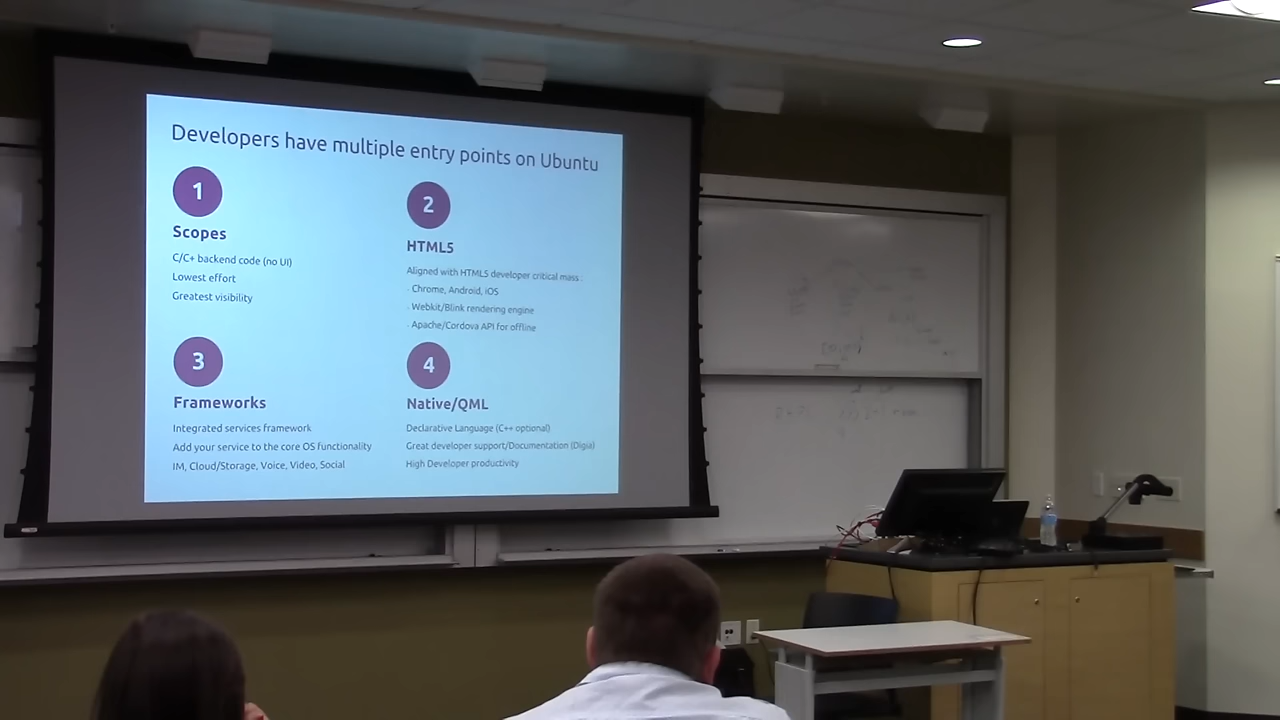 Developers have multiple entry points on Ubuntu
1
Scopes
C/C+ backend code (no UI)
Lowest effort
Greatest visibility
2
HTML5
Aligned with HTML5 developer critical mass :
- Chrome, Android, iOS
- Webkit/Blink rendering engine
- Apache/Cordova API for offline
3
Frameworks
Integrated services framework
Add your service to the core OS functionality
IM, Cloud/Storage, Voice, Video, Social
4
Native/QML
Declarative Language (C++ optional)
Great developer support/Documentation (Digia)
High Developer productivity